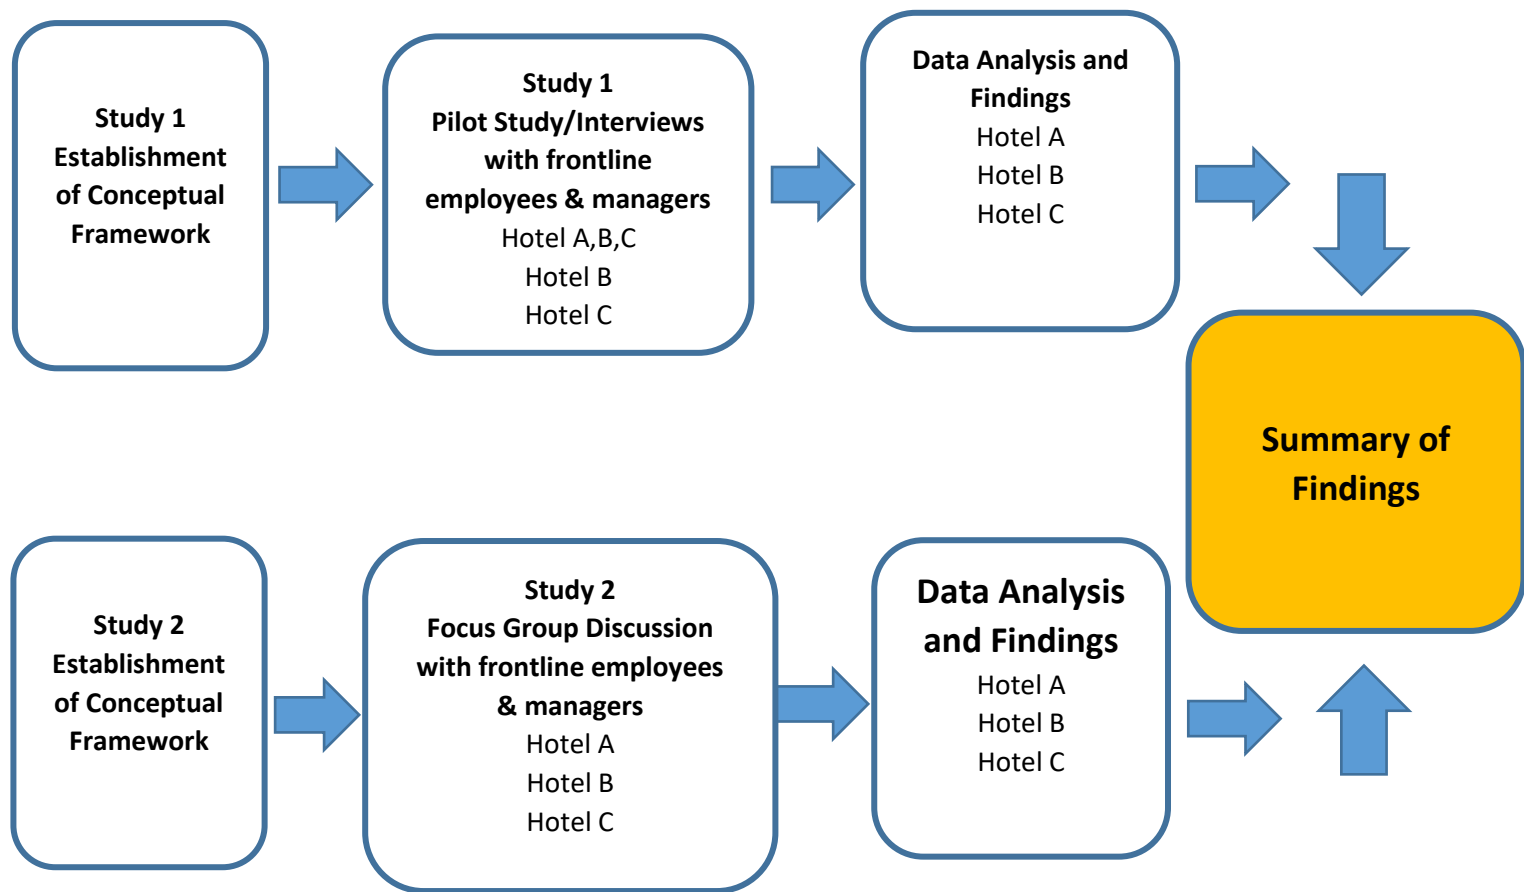 Study 1
Establishment
of Conceptual
Framework
Study 1
Pilot Study/Interviews
with frontline
employees & managers
Hotel A,B,C
Hotel B
Hotel C
Data Analysis and
Findings
Hotel A
Hotel B
Hotel C
Summary of
Findings
Study 2
Establishment
of Conceptual
Framework
Study 2
Focus Group Discussion
with frontline employees
& managers
Hotel A
Hotel B
Hotel C
Data Analysis
and Findings
Hotel A
Hotel B
Hotel C